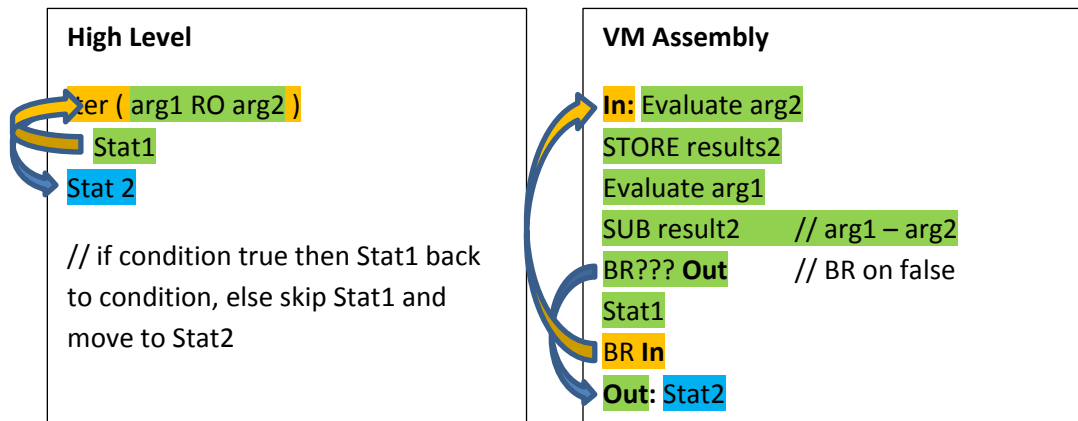 High Level
ter ( arg1 RO arg2 )
Stat1
Stat 2
// if condition true then Stat1 back
to condition, else skip Stat1 and
move to Stat2
VM Assembly
In: Evaluate arg2
STORE results2
Evaluate arg1
SUB result2 // arg1 – arg2
BR??? Out // BR on false
Stat1
BR In
Out: Stat2